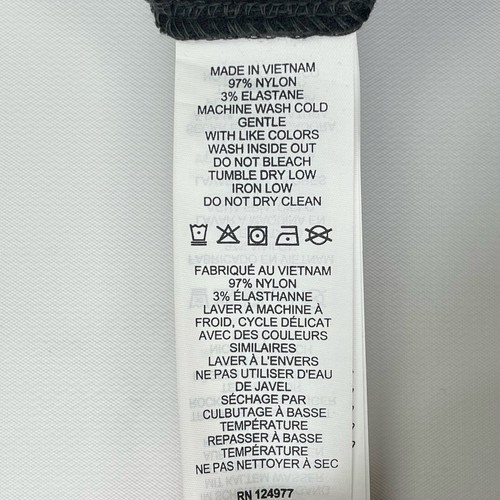 MADE IN VIETNAM
97% NYLON
3% ELASTANE
MACHINE WASH COLD
GENTLE
WITH LIKE COLORS
WASH INSIDE OUT
DO NOT BLEACH
TUMBLE DRY LOW
IRON LOW
DO NOT DRY CLEAN
FABRIQUÉ AU VIETNAM
97% NYLON
3% ÉLASTHANNE
LAVER À MACHINE À
FROID, CYCLE DÉLICAT
AVEC DES COULEURS
SIMILAIRES
LAVER À L'ENVERS
NE PAS UTILISER D'EAU
DE JAVEL
SÉCHAGE PAR
CULBUTAGE À BASSE
TEMPÉRATURE
REPASSER À BASSE
TEMPÉRATURE
NE PAS NETTOYER À SEC
RN 124977